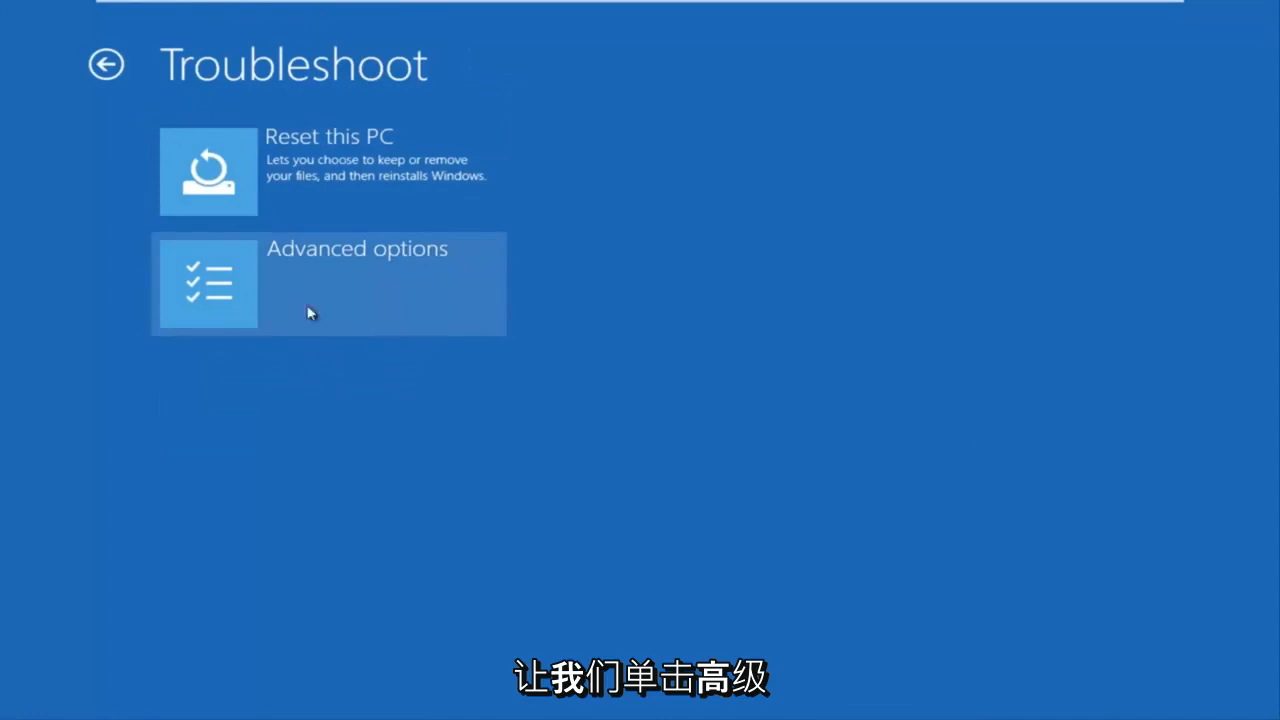 Troubleshoot
Reset this PC
Lets you choose to keep or remove
your files, and then reinstalls Windows.
Advanced options
让我们单击高级